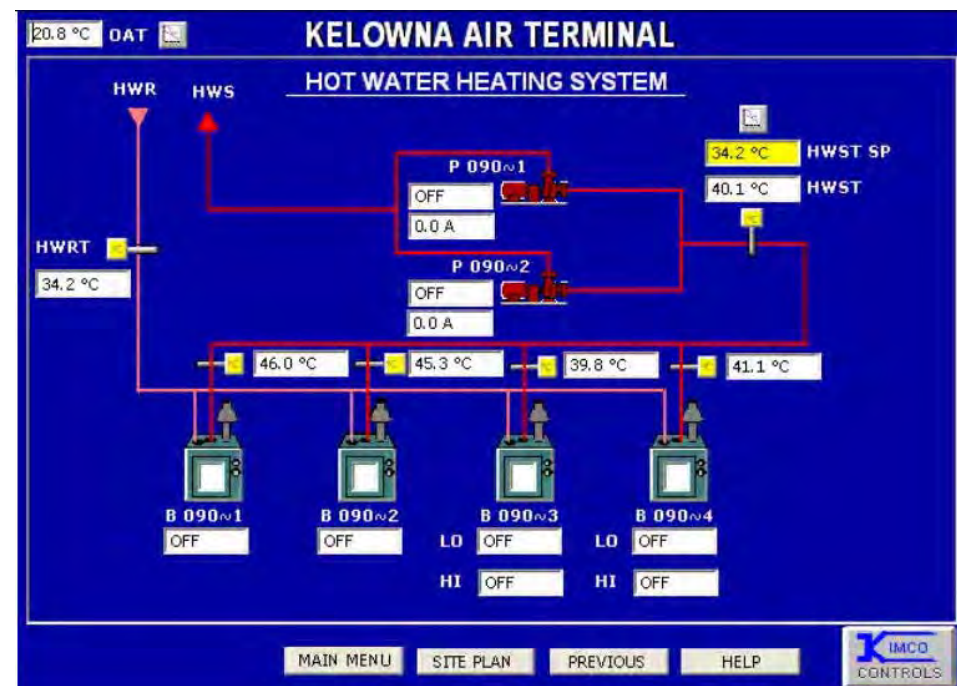 20.8 °C OAT
KELOWNA AIR TERMINAL
HOT WATER HEATING SYSTEM
HWR
HWS
34.2 °C HWST SP
40.1 °C HWST
P 090~1
OFF
0.0 A
HWRT
34.2 °C
P 090~2
OFF
0.0 A
46.0 °C
45.3 °C
39.8 °C
41.1 °C
B 090~1
OFF
B 090~2
OFF
B 090~3
LO OFF
HI OFF
B 090~4
LO OFF
HI OFF
MAIN MENU
SITE PLAN
PREVIOUS
HELP
KIMCO
CONTROLS